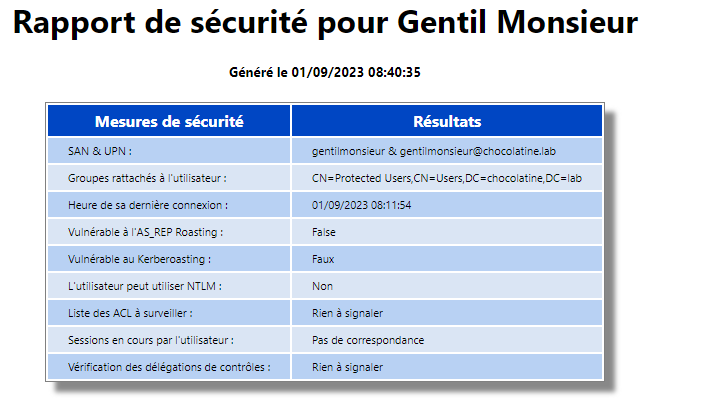 Rapport de sécurité pour Gentil Monsieur
Généré le 01/09/2023 08:40:35
Mesures de sécurité Résultats
SAN & UPN : gentilmonsieur & gentilmonsieur@chocolatine.lab
Groupes rattachés à l'utilisateur : CN=Protected Users,CN=Users,DC=chocolatine,DC=lab
Heure de sa dernière connexion : 01/09/2023 08:11:54
Vulnérable à l'AS_REP Roasting : False
Vulnérable au Kerberoasting : Faux
L'utilisateur peut utiliser NTLM : Non
Liste des ACL à surveiller : Rien à signaler
Sessions en cours par l'utilisateur : Pas de correspondance
Vérification des délégations de contrôles : Rien à signaler